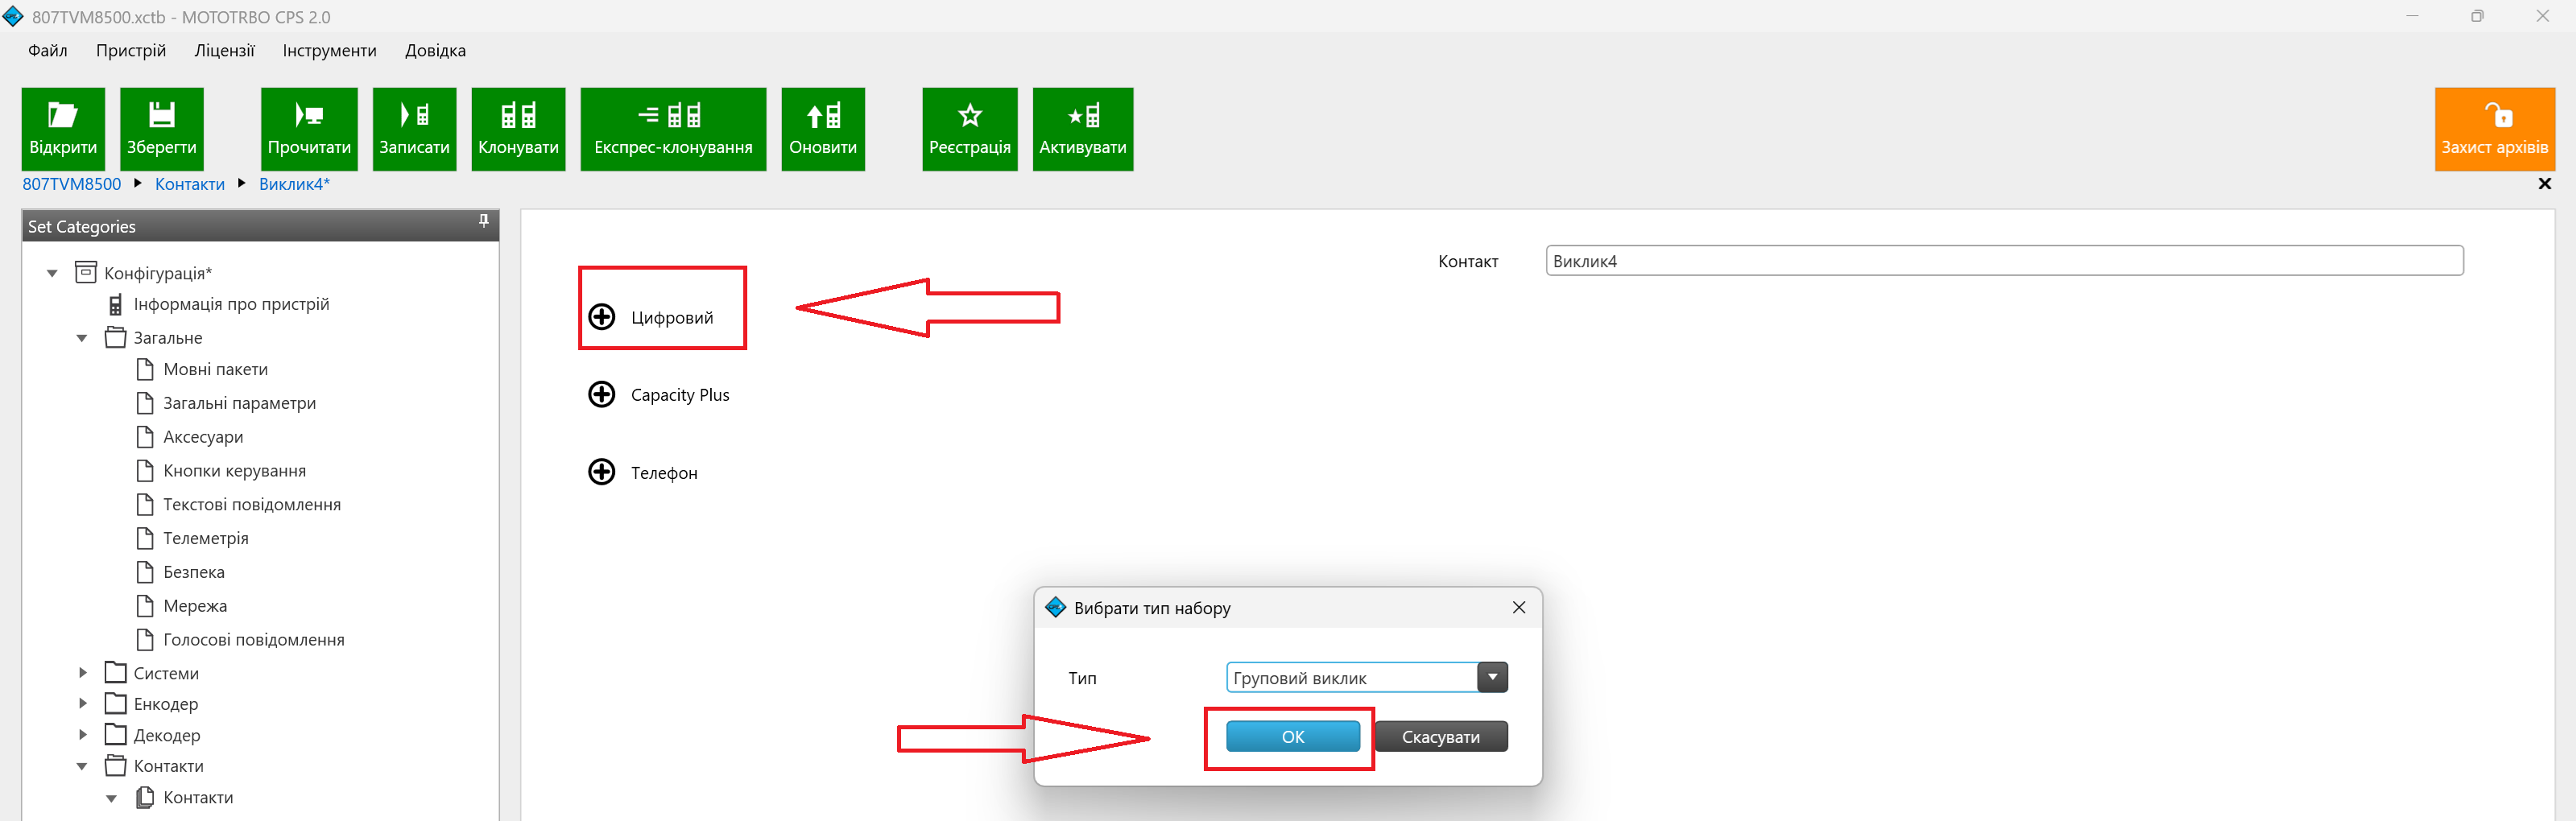 807TVM8500.xctb - MOTOTRBO CPS 2.0
Файл Пристрій Ліцензії Інструменти Довідка
Відкрити Зберегти Прочитати Записати Клонувати Експрес-клонування Оновити Реєстрація Активувати Захист архівів
807TVM8500 Контакти Виклик4*
Set Categories
Конфігурація*
Інформація про пристрій
Загальне
Мовні пакети
Загальні параметри
Аксесуари
Кнопки керування
Текстові повідомлення
Телеметрія
Безпека
Мережа
Голосові повідомлення
Системи
Енкодер
Декодер
Контакти
Контакти
Контакт Виклик4
Цифровий
Capacity Plus
Телефон
Вибрати тип набору
Тип Груповий виклик
OK Скасувати